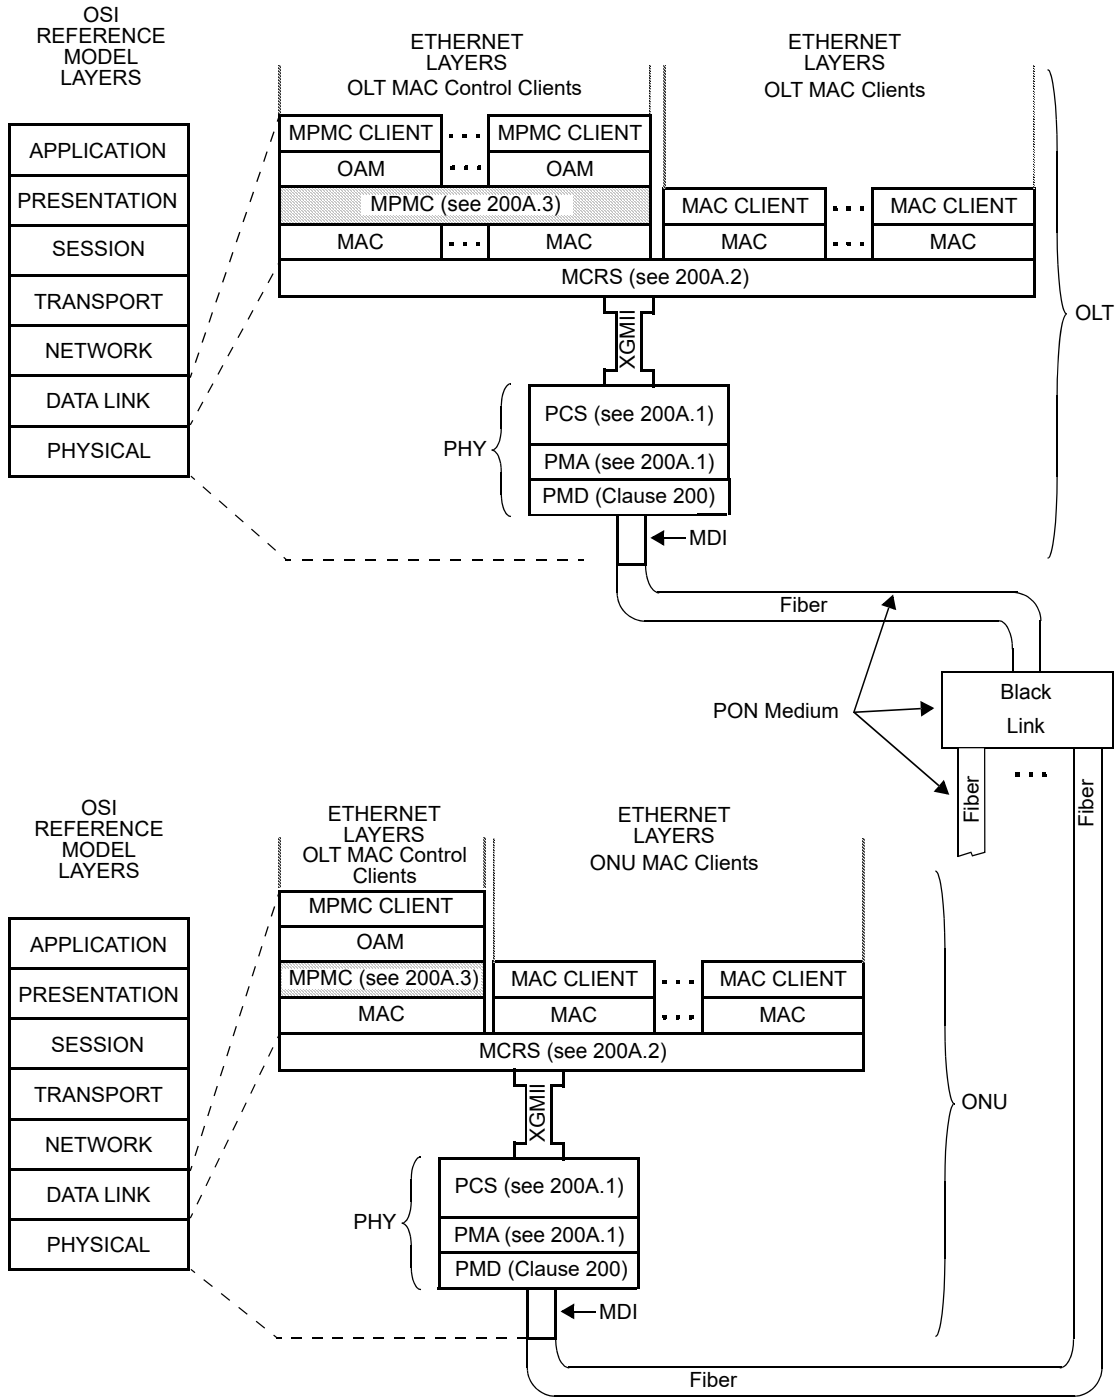 OSI
REFERENCE
MODEL
LAYERS
ETHERNET
LAYERS
OLT MAC Control Clients
ETHERNET
LAYERS
OLT MAC Clients
APPLICATION
PRESENTATION
SESSION
TRANSPORT
NETWORK
DATA LINK
PHYSICAL
MPMC CLIENT ... MPMC CLIENT
OAM ... OAM
MPMC (see 200A.3)
MAC ... MAC
MAC CLIENT ... MAC CLIENT
MAC ... MAC
MCRS (see 200A.2)
OLT
XGMII
PHY
PCS (see 200A.1)
PMA (see 200A.1)
PMD (Clause 200)
MDI
Fiber
PON Medium
Black
Link
...
Fiber
Fiber
OSI
REFERENCE
MODEL
LAYERS
ETHERNET
LAYERS
OLT MAC Control
Clients
ETHERNET
LAYERS
ONU MAC Clients
APPLICATION
PRESENTATION
SESSION
TRANSPORT
NETWORK
DATA LINK
PHYSICAL
MPMC CLIENT
OAM
MPMC (see 200A.3)
MAC
MAC CLIENT ... MAC CLIENT
MAC ... MAC
MCRS (see 200A.2)
ONU
XGMII
PHY
PCS (see 200A.1)
PMA (see 200A.1)
PMD (Clause 200)
MDI
Fiber